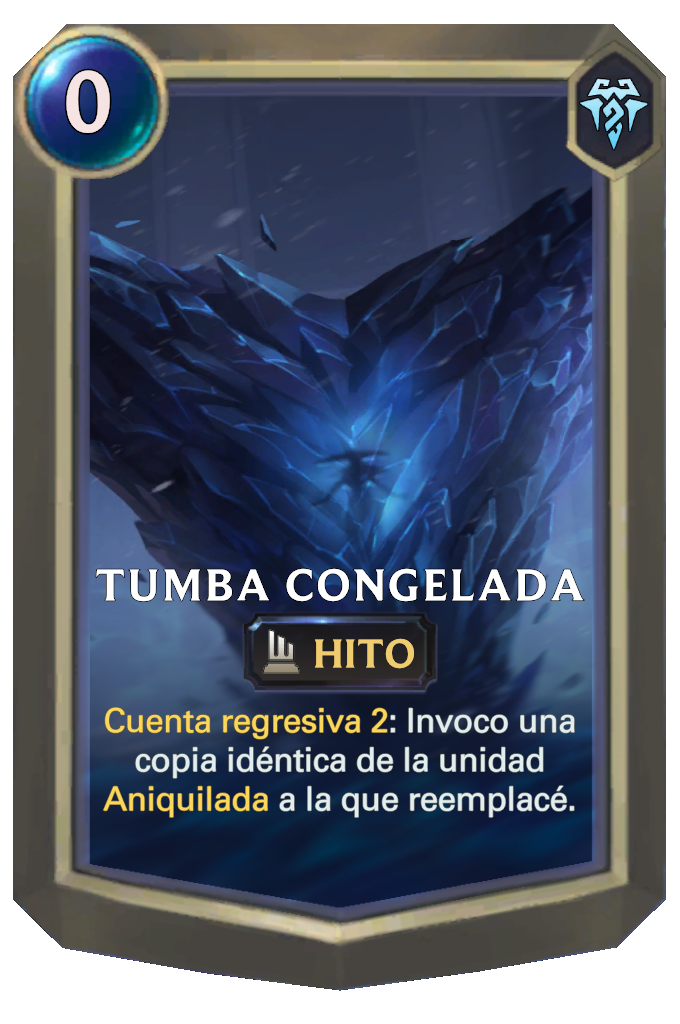 0
TUMBA CONGELADA
HITO
Cuenta regresiva 2: Invoco una
copia idéntica de la unidad
Aniquilada a la que reemplacé.